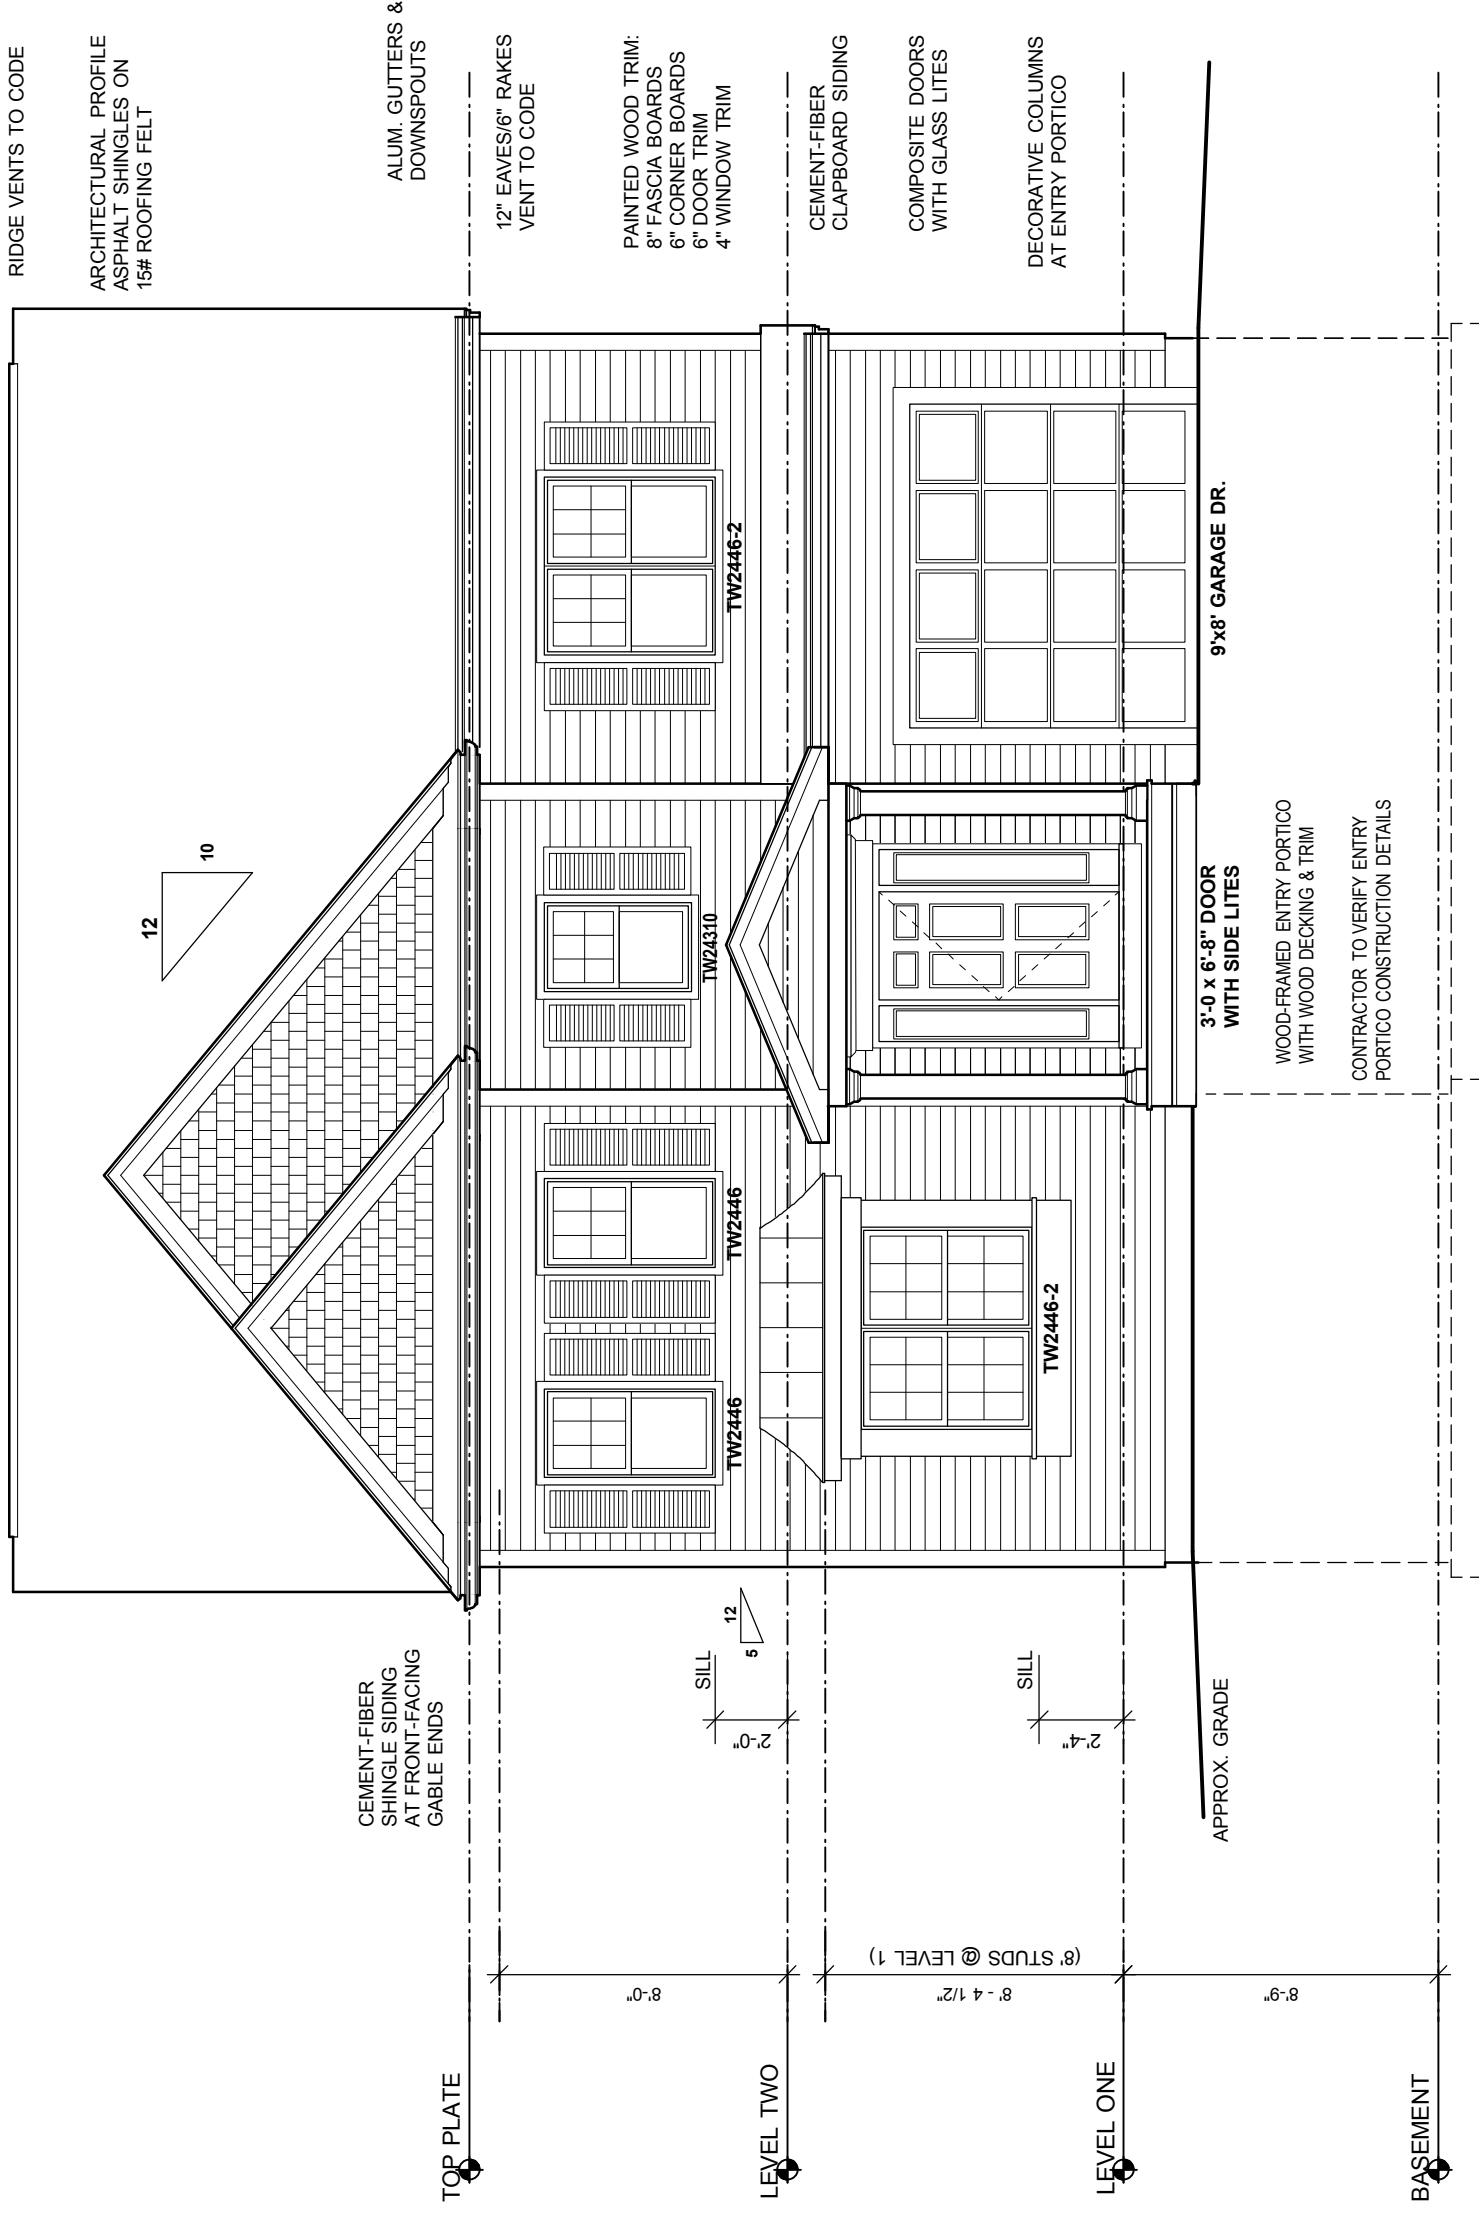 RIDGE VENTS TO CODE
ARCHITECTURAL PROFILE
ASPHALT SHINGLES ON
15# ROOFING FELT
ALUM. GUTTERS &
DOWNSPOUTS
12" EAVES/6" RAKES
VENT TO CODE
PAINTED WOOD TRIM:
8" FASCIA BOARDS
6" CORNER BOARDS
6" DOOR TRIM
4" WINDOW TRIM
CEMENT-FIBER
CLAPBOARD SIDING
COMPOSITE DOORS
WITH GLASS LITES
DECORATIVE COLUMNS
AT ENTRY PORTICO
12
10
CEMENT-FIBER
SHINGLE SIDING
AT FRONT-FACING
GABLE ENDS
TW2446
TW2446
TW24310
TW2446-2
12
5
SILL
2'-0"
TW2446-2
SILL
2'-4"
3'-0 x 6'-8" DOOR
WITH SIDE LITES
9'x8' GARAGE DR.
WOOD-FRAMED ENTRY PORTICO
WITH WOOD DECKING & TRIM
CONTRACTOR TO VERIFY ENTRY
PORTICO CONSTRUCTION DETAILS
APPROX. GRADE
8'-0"
8' - 4 1/2"
(8' STUDS @ LEVEL 1)
8'-9"
TOP PLATE
LEVEL TWO
LEVEL ONE
BASEMENT